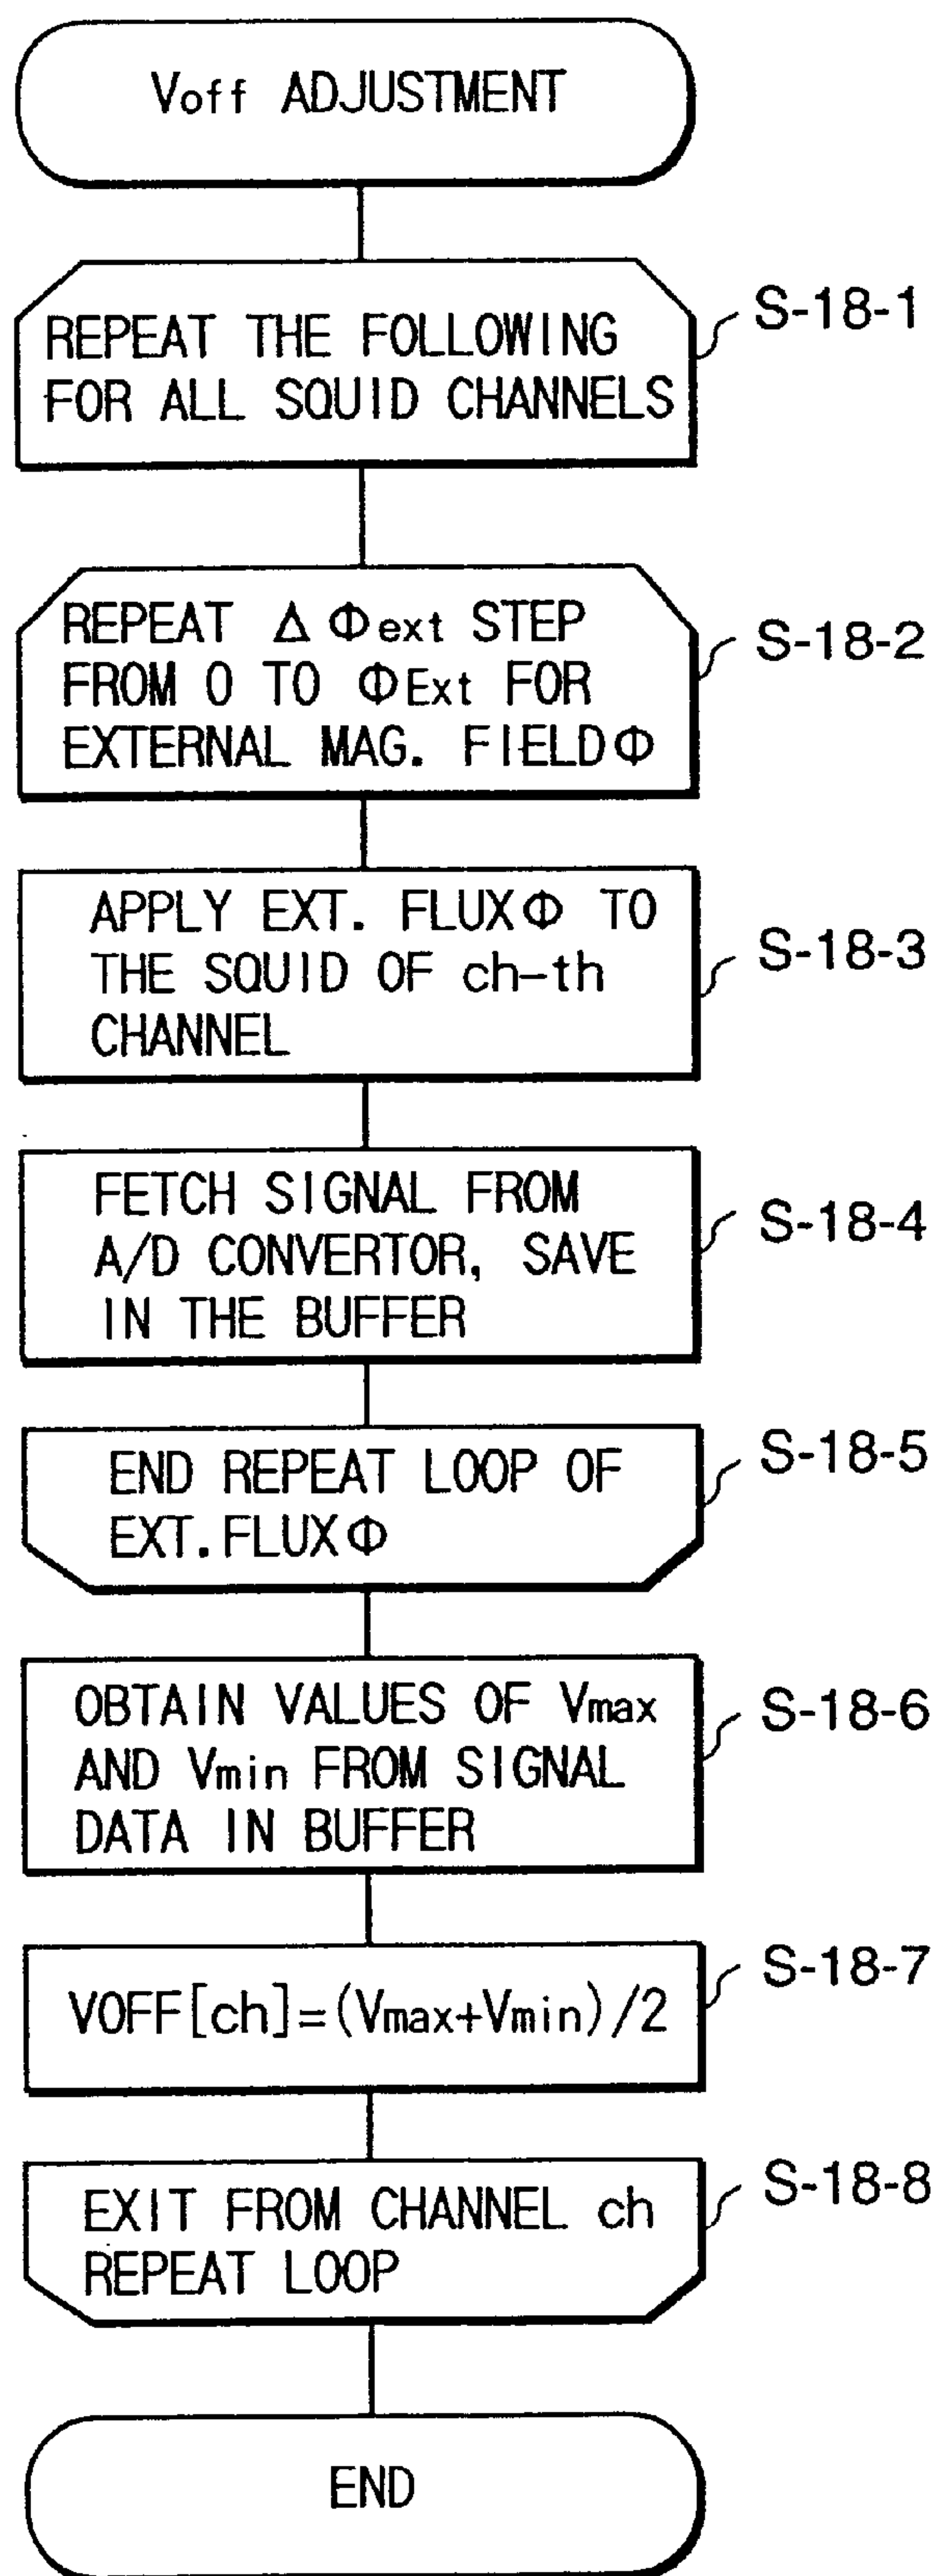 Voff ADJUSTMENT
REPEAT THE FOLLOWING
FOR ALL SQUID CHANNELS
S-18-1
REPEAT Δ Φext STEP
FROM 0 TO ΦExt FOR
EXTERNAL MAG. FIELDΦ
S-18-2
APPLY EXT. FLUXΦ TO
THE SQUID OF ch-th
CHANNEL
S-18-3
FETCH SIGNAL FROM
A/D CONVERTOR, SAVE
IN THE BUFFER
S-18-4
END REPEAT LOOP OF
EXT.FLUXΦ
S-18-5
OBTAIN VALUES OF Vmax
AND Vmin FROM SIGNAL
DATA IN BUFFER
S-18-6
VOFF[ch]=(Vmax+Vmin)/2
S-18-7
EXIT FROM CHANNEL ch
REPEAT LOOP
S-18-8
END